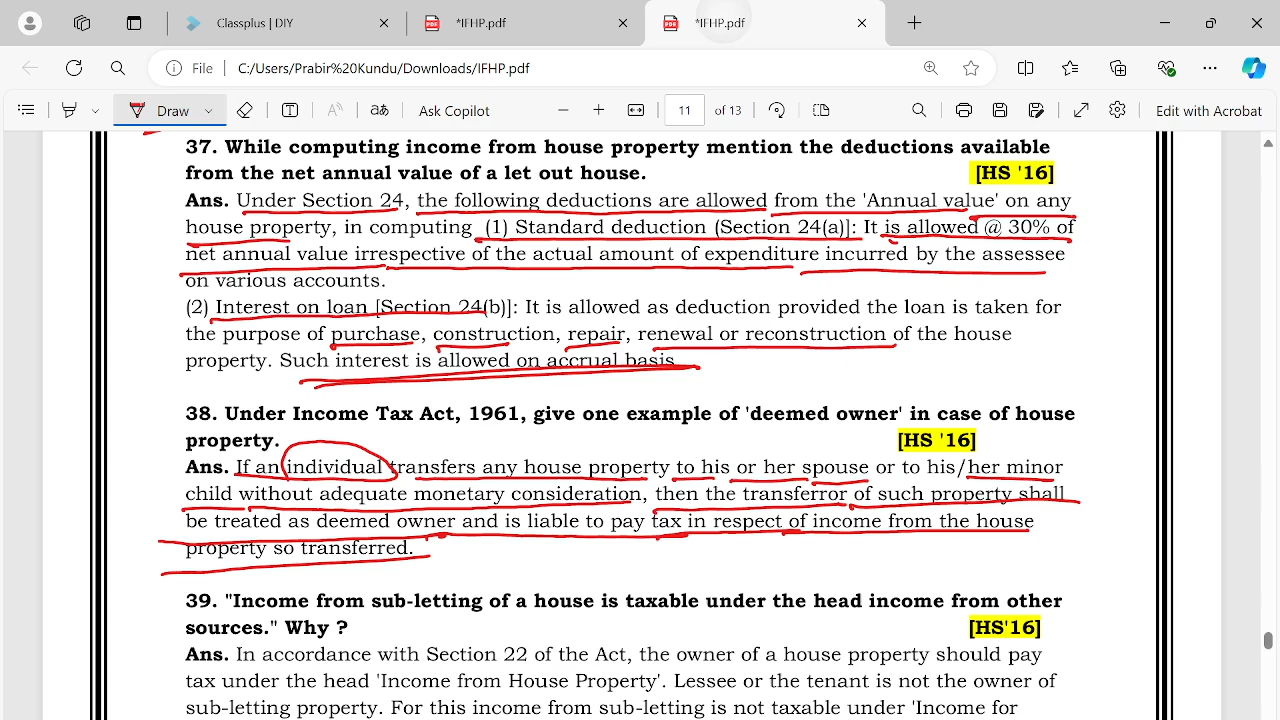 Classplus | DIY
*IFHP.pdf
*IFHP.pdf
File C:/Users/Prabir%20Kundu/Downloads/IFHP.pdf
Draw
Ask Copilot
11 of 13
Edit with Acrobat
37. While computing income from house property mention the deductions available
from the net annual value of a let out house. [HS '16]
Ans. Under Section 24, the following deductions are allowed from the 'Annual value' on any
house property, in computing (1) Standard deduction (Section 24(a)]: It is allowed @ 30% of
net annual value irrespective of the actual amount of expenditure incurred by the assessee
on various accounts.
(2) Interest on loan [Section 24(b)]: It is allowed as deduction provided the loan is taken for
the purpose of purchase, construction, repair, renewal or reconstruction of the house
property. Such interest is allowed on accrual basis.
38. Under Income Tax Act, 1961, give one example of 'deemed owner' in case of house
property. [HS '16]
Ans. If an individual transfers any house property to his or her spouse or to his/her minor
child without adequate monetary consideration, then the transferror of such property shall
be treated as deemed owner and is liable to pay tax in respect of income from the house
property so transferred.
39. "Income from sub-letting of a house is taxable under the head income from other
sources." Why ? [HS'16]
Ans. In accordance with Section 22 of the Act, the owner of a house property should pay
tax under the head 'Income from House Property'. Lessee or the tenant is not the owner of
sub-letting property. For this income from sub-letting is not taxable under 'Income for